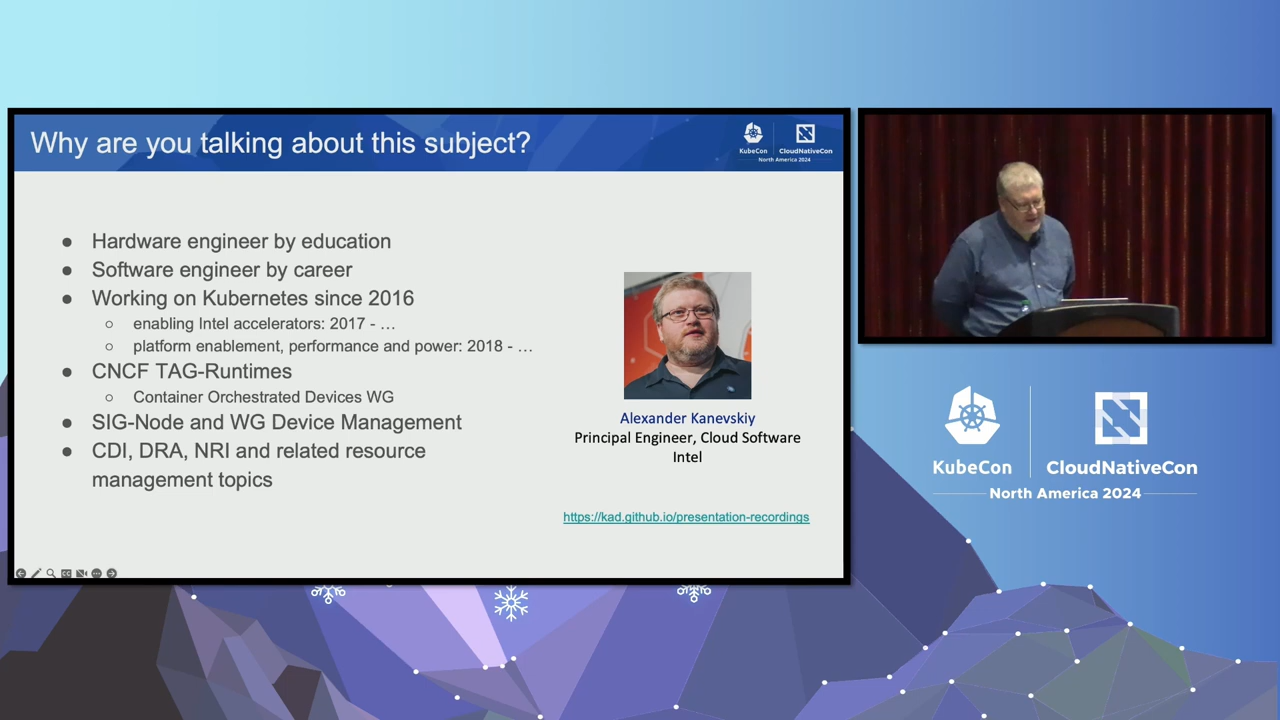 Why are you talking about this subject?
KubeCon
CloudNativeCon
North America 2024
● Hardware engineer by education
● Software engineer by career
● Working on Kubernetes since 2016
○ enabling Intel accelerators: 2017 - …
○ platform enablement, performance and power: 2018 - …
● CNCF TAG-Runtimes
○ Container Orchestrated Devices WG
● SIG-Node and WG Device Management
● CDI, DRA, NRI and related resource
management topics
Alexander Kanevskiy
Principal Engineer, Cloud Software
Intel
https://kad.github.io/presentation-recordings
KubeCon
CloudNativeCon
North America 2024